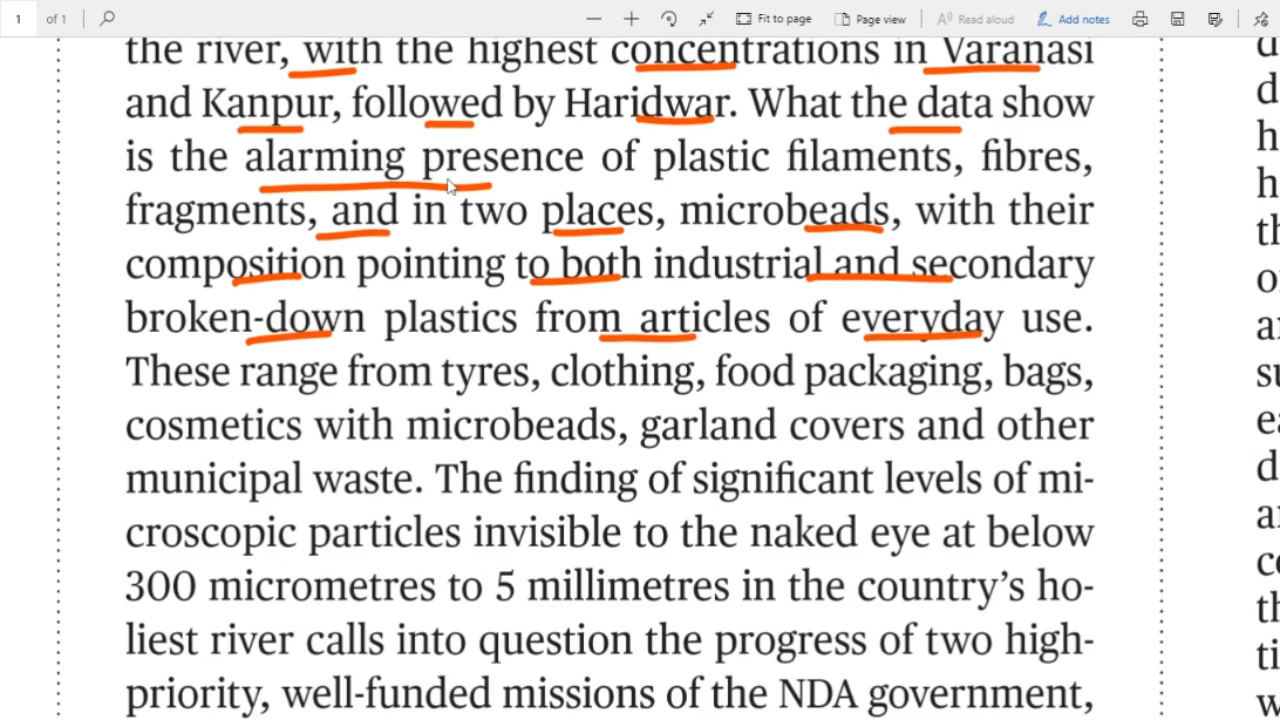 1 of 1 Fit to page Page view Read aloud Add notes
the river, with the highest concentrations in Varanasi
and Kanpur, followed by Haridwar. What the data show
is the alarming presence of plastic filaments, fibres,
fragments, and in two places, microbeads, with their
composition pointing to both industrial and secondary
broken-down plastics from articles of everyday use.
These range from tyres, clothing, food packaging, bags,
cosmetics with microbeads, garland covers and other
municipal waste. The finding of significant levels of mi-
croscopic particles invisible to the naked eye at below
300 micrometres to 5 millimetres in the country's ho-
liest river calls into question the progress of two high-
priority, well-funded missions of the NDA government,